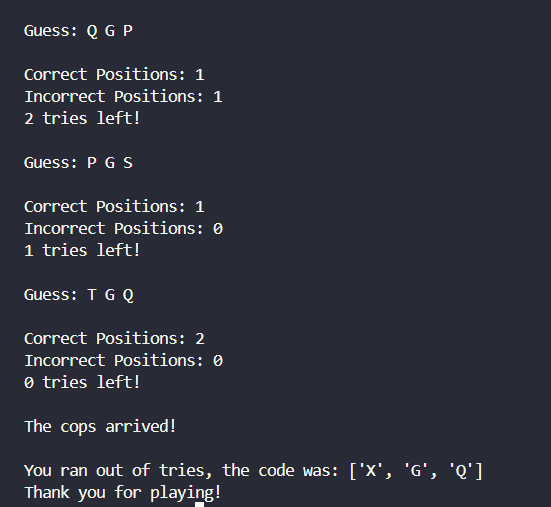 Guess: Q G P
Correct Positions: 1
Incorrect Positions: 1
2 tries left!
Guess: P G S
Correct Positions: 1
Incorrect Positions: 0
1 tries left!
Guess: T G Q
Correct Positions: 2
Incorrect Positions: 0
0 tries left!
The cops arrived!
You ran out of tries, the code was: ['X', 'G', 'Q']
Thank you for playing!